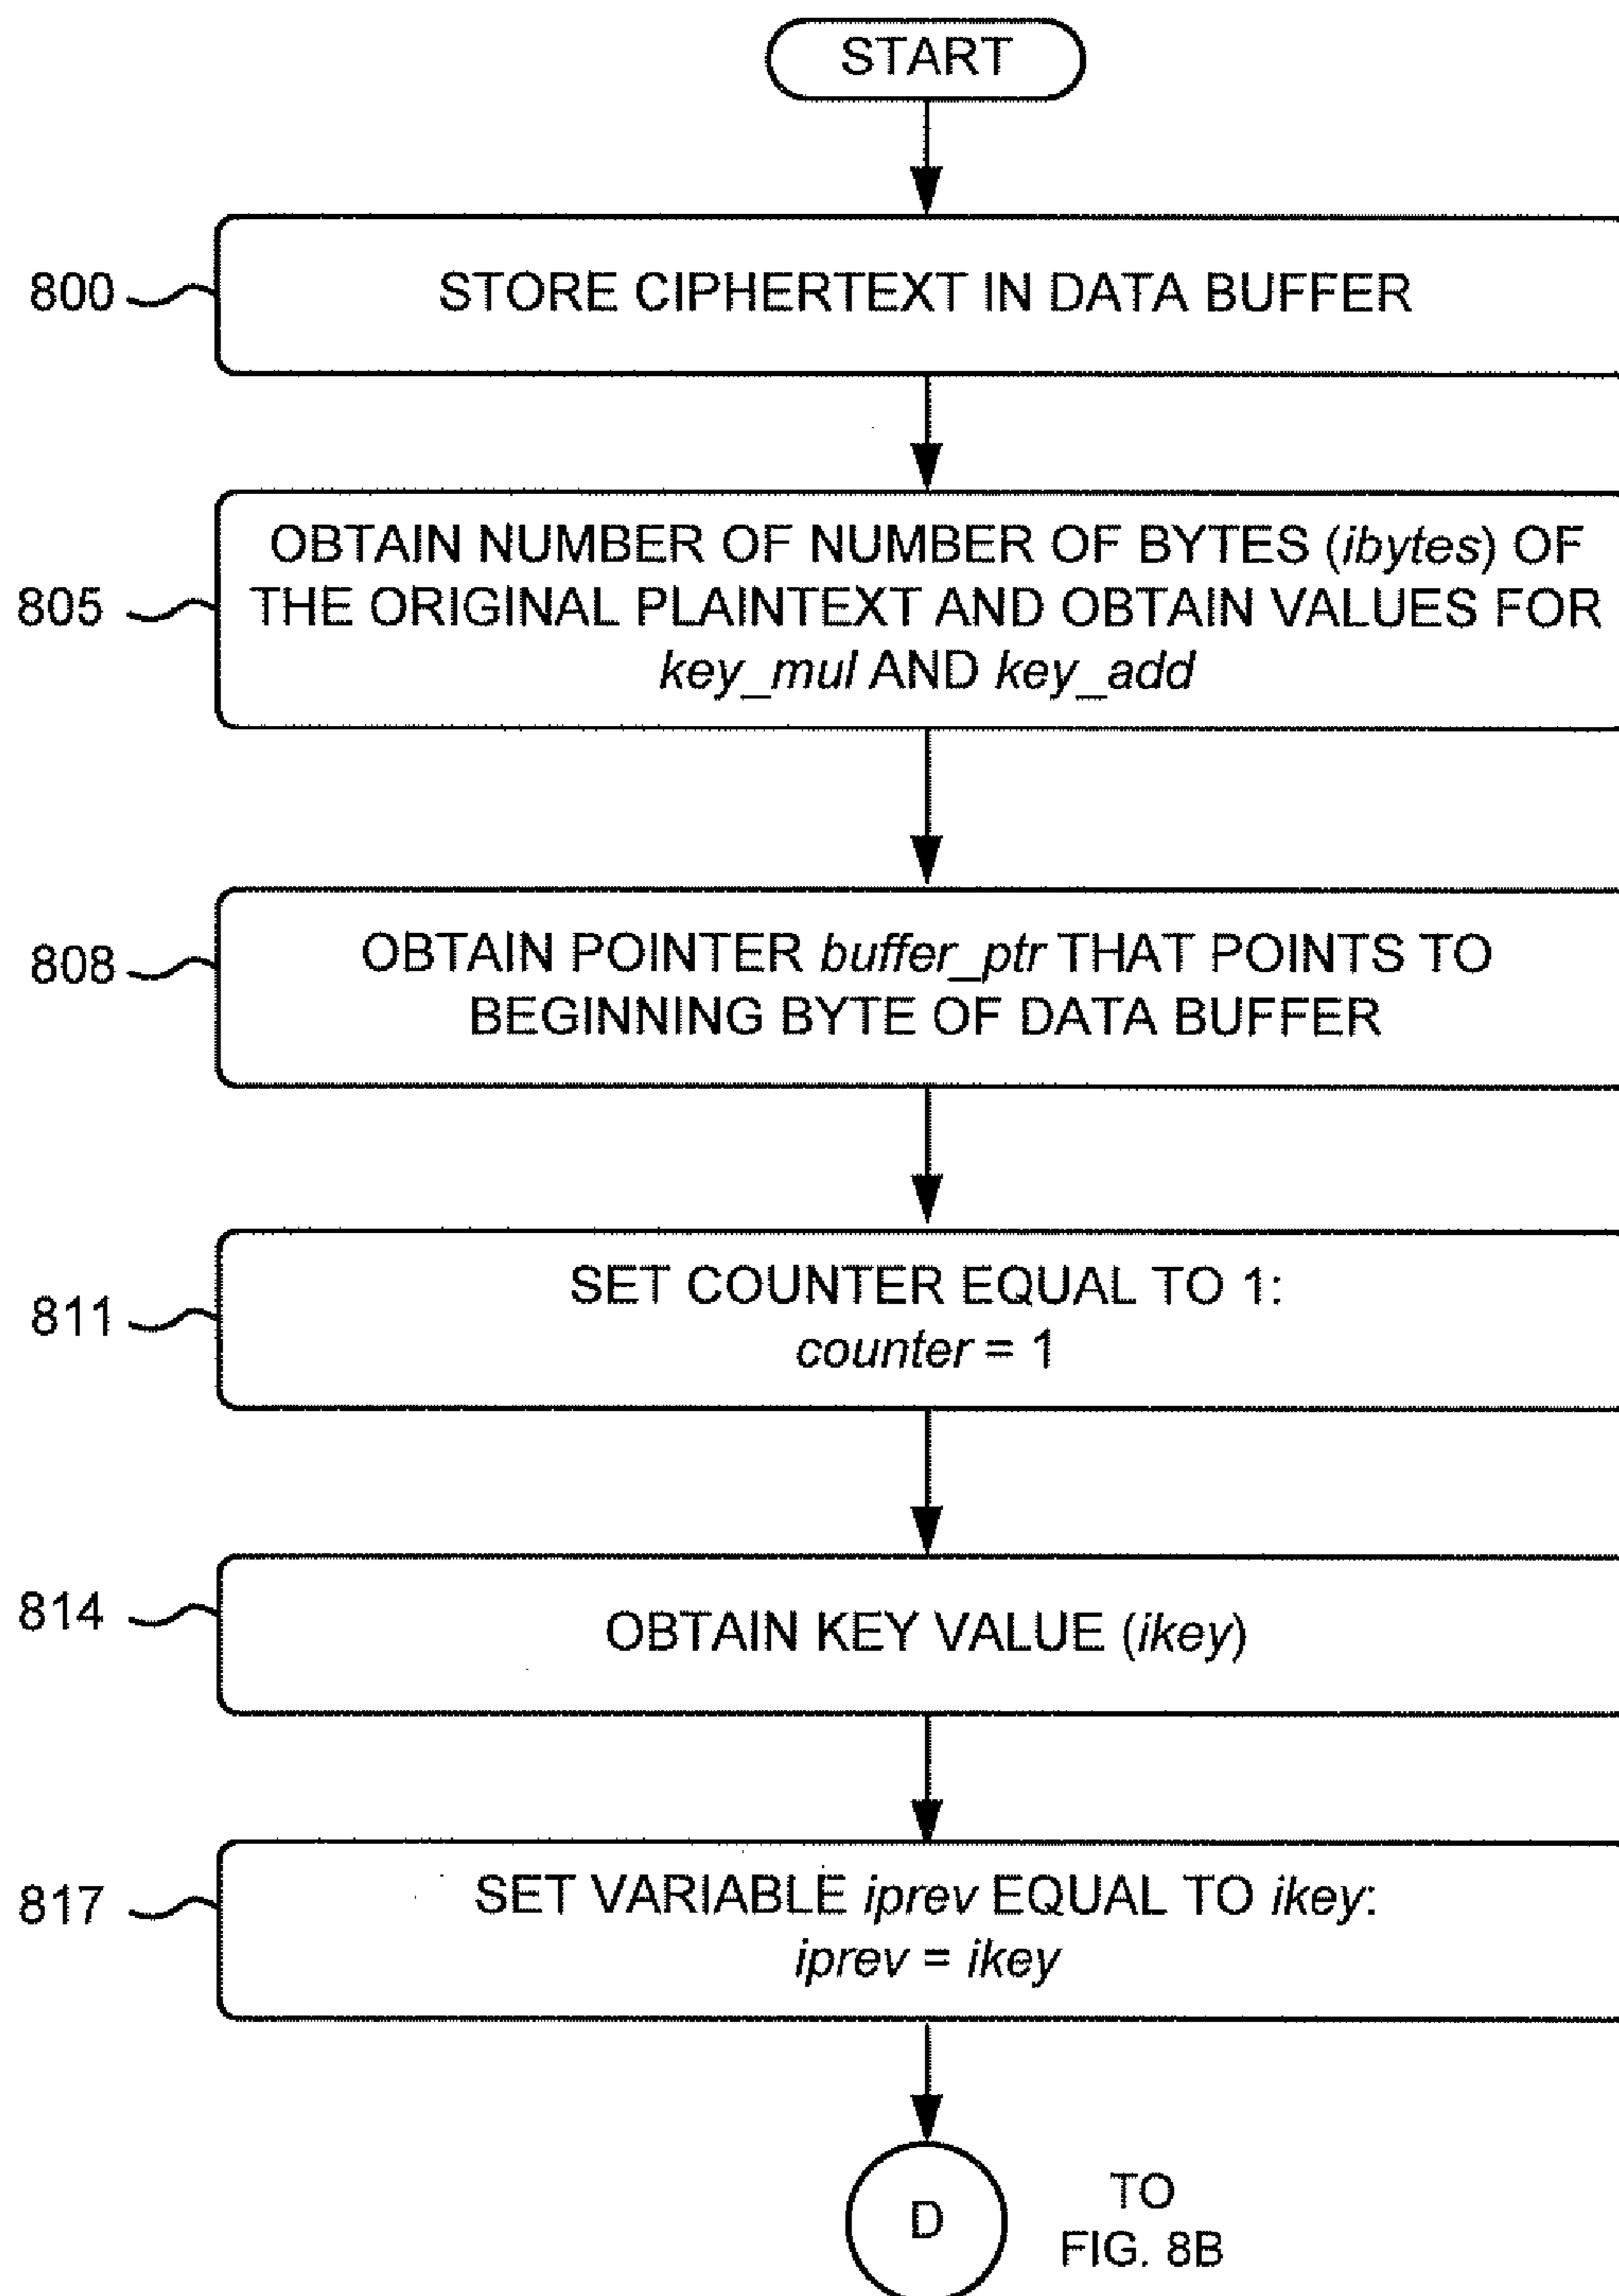 START
800
STORE CIPHERTEXT IN DATA BUFFER
805
OBTAIN NUMBER OF NUMBER OF BYTES (ibytes) OF
THE ORIGINAL PLAINTEXT AND OBTAIN VALUES FOR
key_mul AND key_add
808
OBTAIN POINTER buffer_ptr THAT POINTS TO
BEGINNING BYTE OF DATA BUFFER
811
SET COUNTER EQUAL TO 1:
counter = 1
814
OBTAIN KEY VALUE (ikey)
817
SET VARIABLE iprev EQUAL TO ikey:
iprev = ikey
D
TO
FIG. 8B